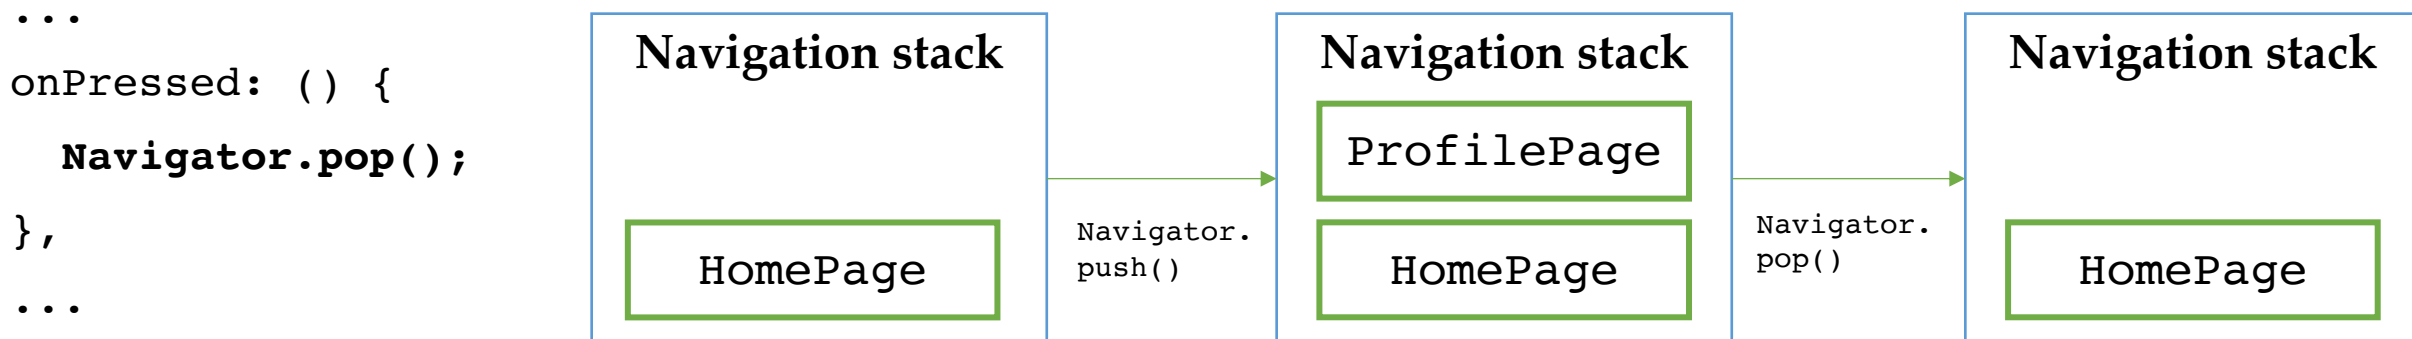 ...
onPressed: () {
  Navigator.pop();
},
...
Navigation stack
HomePage
Navigator.
push()
Navigation stack
ProfilePage
HomePage
Navigator.
pop()
Navigation stack
HomePage